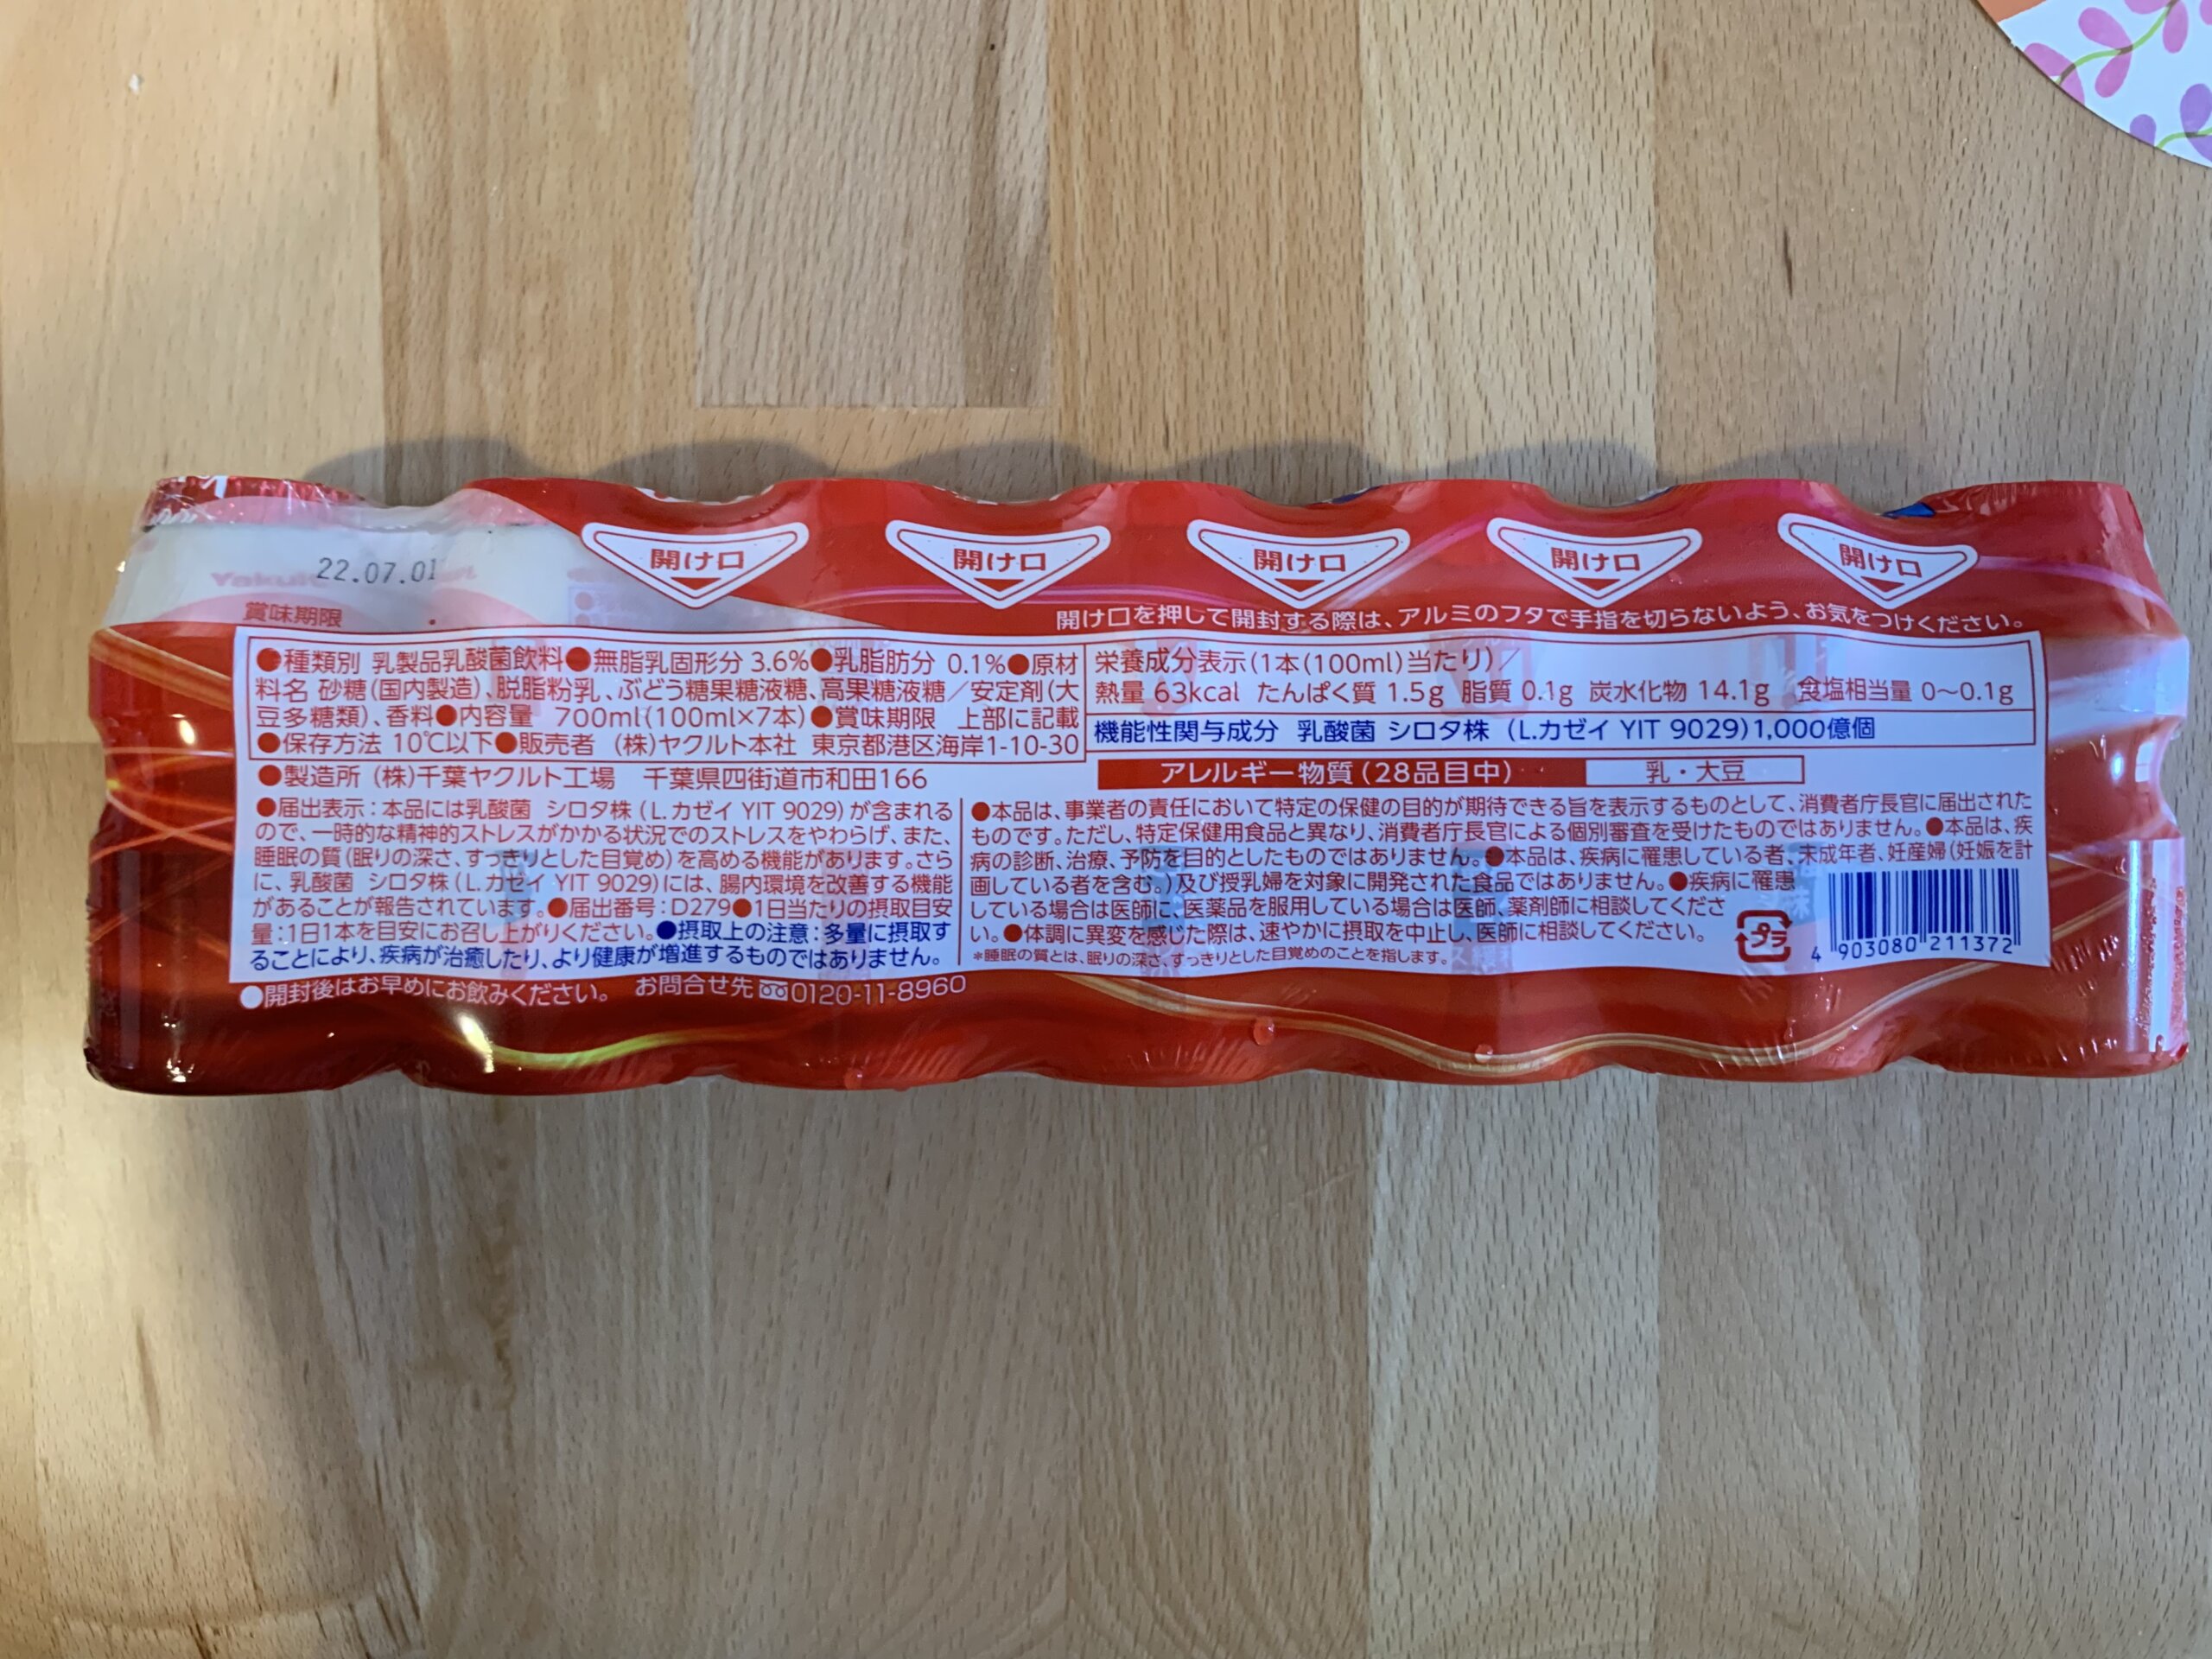 22.07.01
賞味期限
開け口
開け口
開け口
開け口
開け口
開け口を押して開封する際は、アルミのフタで手指を切らないよう、お気をつけください。
●種類別 乳製品乳酸菌飲料●無脂乳固形分 3.6%●乳脂肪分 0.1%●原材
料名 砂糖(国内製造)、脱脂粉乳、ぶどう糖果糖液糖、高果糖液糖／安定剤(大
豆多糖類)、香料●内容量 700ml(100ml×7本)●賞味期限 上部に記載
●保存方法 10℃以下●販売者 (株)ヤクルト本社 東京都港区海岸1-10-30
●製造所 (株)千葉ヤクルト工場 千葉県四街道市和田166
栄養成分表示(1本(100ml)当たり)／
熱量 63kcal たんぱく質 1.5g 脂質 0.1g 炭水化物 14.1g 食塩相当量 0〜0.1g
機能性関与成分 乳酸菌 シロタ株 (L.カゼイ YIT 9029)1,000億個
アレルギー物質(28品目中) 乳・大豆
●届出表示：本品には乳酸菌 シロタ株(L.カゼイ YIT 9029)が含まれる
ので、一時的な精神的ストレスがかかる状況でのストレスをやわらげ、また、
睡眠の質(眠りの深さ、すっきりとした目覚め)を高める機能があります。さら
に、乳酸菌 シロタ株(L.カゼイ YIT 9029)には、腸内環境を改善する機能
があることが報告されています。●届出番号：D279●1日当たりの摂取目安
量：1日1本を目安にお召し上がりください。●摂取上の注意：多量に摂取す
ることにより、疾病が治癒したり、より健康が増進するものではありません。
●本品は、事業者の責任において特定の保健の目的が期待できる旨を表示するものとして、消費者庁長官に届出された
ものです。ただし、特定保健用食品と異なり、消費者庁長官による個別審査を受けたものではありません。●本品は、疾
病の診断、治療、予防を目的としたものではありません。●本品は、疾病に罹患している者、未成年者、妊産婦(妊娠を計
画している者を含む。)及び授乳婦を対象に開発された食品ではありません。●疾病に罹患
している場合は医師に、医薬品を服用している場合は医師、薬剤師に相談してくださ
い。●体調に異変を感じた際は、速やかに摂取を中止し、医師に相談してください。
＊睡眠の質とは、眠りの深さ、すっきりとした目覚めのことを指します。
プラ
4 903080 211372
●開封後はお早めにお飲みください。 お問合せ先 0120-11-8960